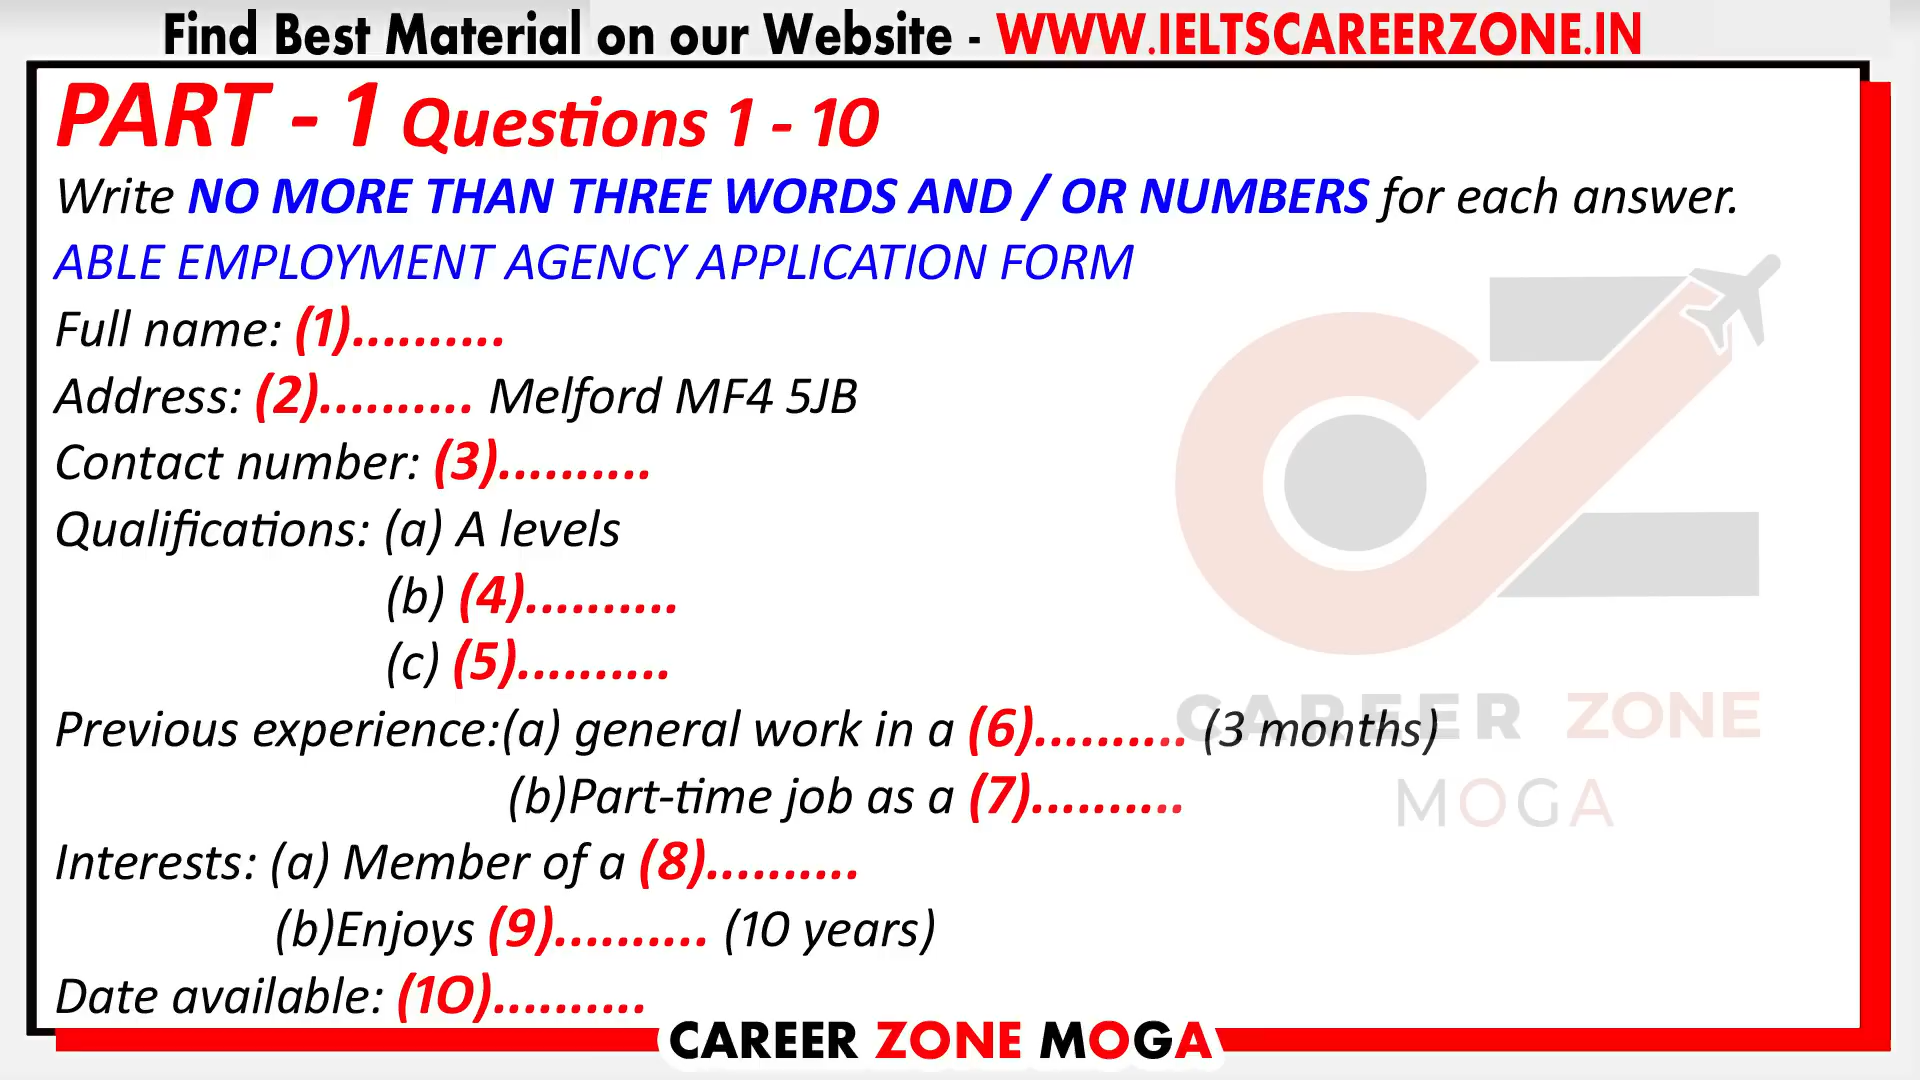 Find Best Material on our Website - WWW.IELTSCAREERZONE.IN
PART - 1 Questions 1 - 10
Write NO MORE THAN THREE WORDS AND / OR NUMBERS for each answer.
ABLE EMPLOYMENT AGENCY APPLICATION FORM
Full name: (1)..........
Address: (2).......... Melford MF4 5JB
Contact number: (3)..........
Qualifications: (a) A levels
(b) (4)..........
(c) (5)..........
Previous experience:(a) general work in a (6).......... (3 months)
(b)Part-time job as a (7)..........
Interests: (a) Member of a (8)..........
(b)Enjoys (9).......... (10 years)
Date available: (10)..........
CAREER ZONE
MOGA
CAREER ZONE MOGA